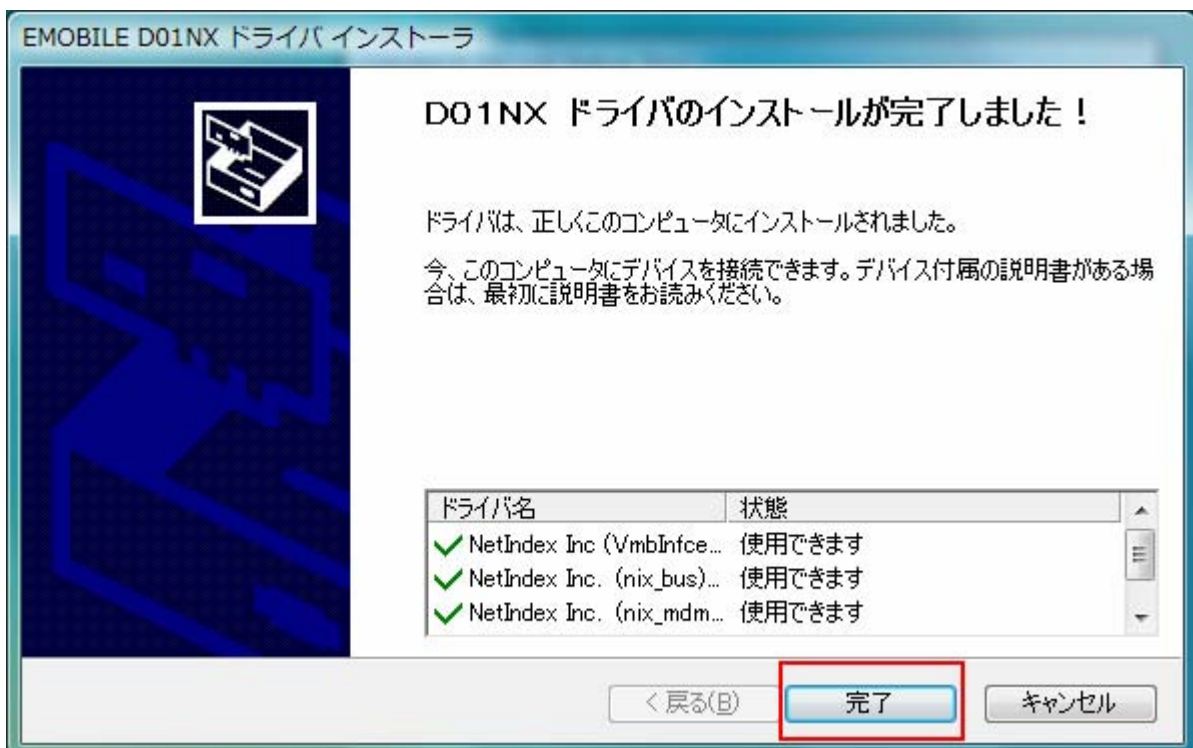 EMOBILE D01NX ドライバ インストーラ
D01NX ドライバのインストールが完了しました！
ドライバは、正しくこのコンピュータにインストールされました。
今、このコンピュータにデバイスを接続できます。デバイス付属の説明書がある場
合は、最初に説明書をお読みください。
ドライバ名 状態
NetIndex Inc (VmbInfce... 使用できます
NetIndex Inc. (nix_bus)... 使用できます
NetIndex Inc. (nix_mdm... 使用できます
< 戻る(B) 完了 キャンセル